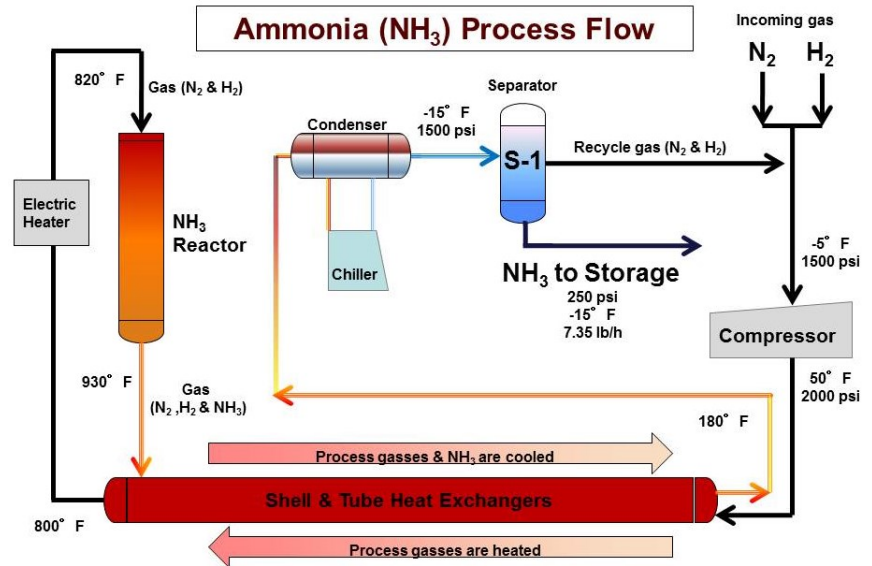 Ammonia (NH₃) Process Flow
Incoming gas
N₂ H₂
820° F
Gas (N₂ & H₂)
Separator
Condenser
-15° F
1500 psi
S-1
Recycle gas (N₂ & H₂)
Electric
Heater
NH₃
Reactor
Chiller
-5° F
1500 psi
NH₃ to Storage
250 psi
-15° F
7.35 lb/h
Compressor
930° F
Gas
(N₂ ,H₂ & NH₃)
50° F
2000 psi
180° F
Process gasses & NH₃ are cooled
Shell & Tube Heat Exchangers
800° F
Process gasses are heated